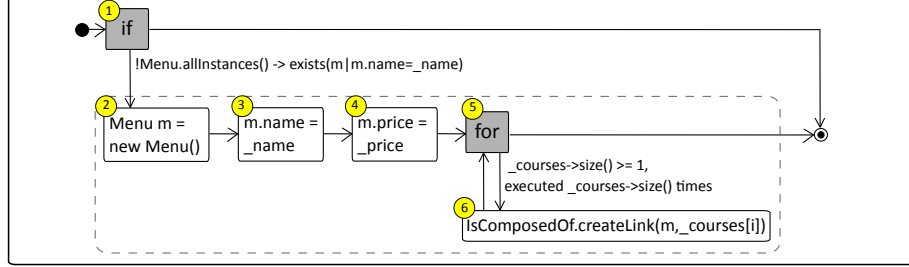 1
if
!Menu.allInstances() -> exists(m|m.name=_name)
2
Menu m =
new Menu()
3
m.name =
_name
4
m.price =
_price
5
for
_courses->size() >= 1,
executed _courses->size() times
6
IsComposedOf.createLink(m,_courses[i])